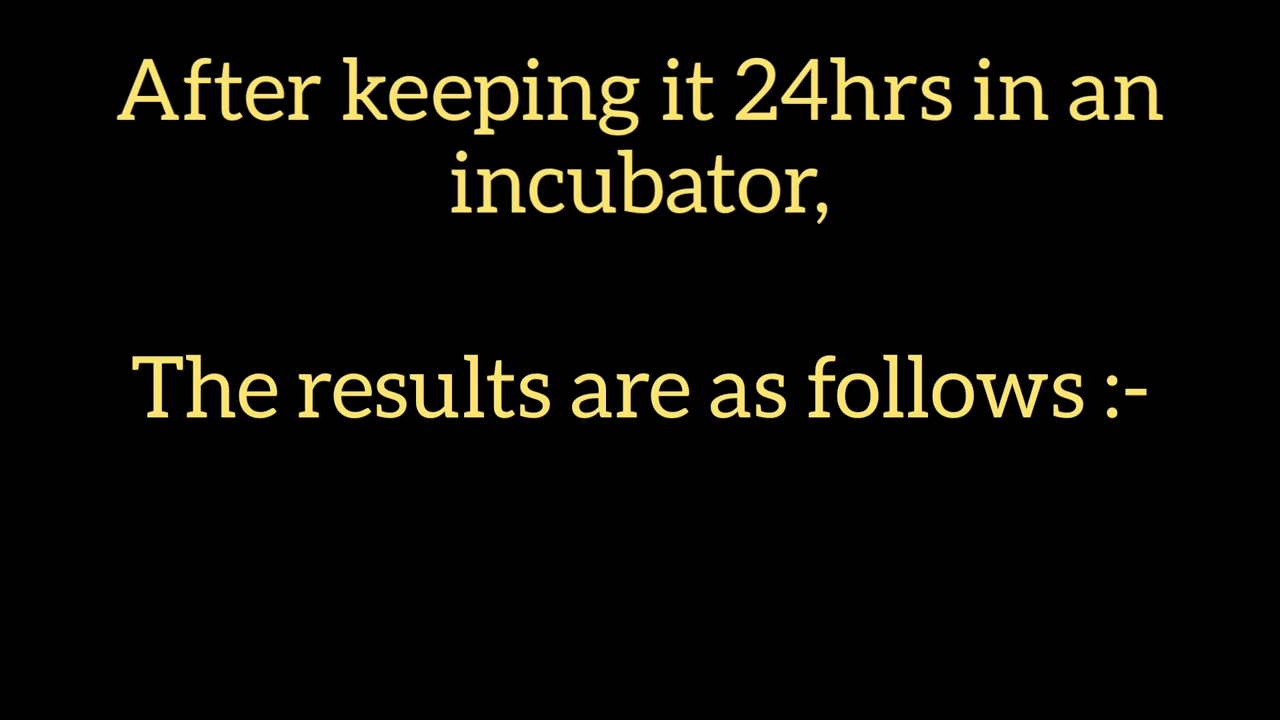 After keeping it 24hrs in an
incubator,
The results are as follows :-